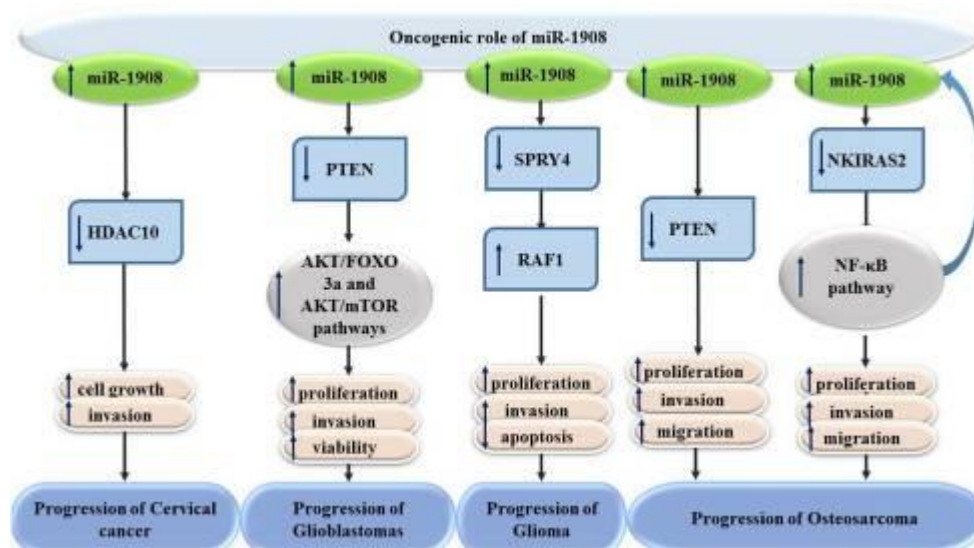 Oncogenic role of miR-1908
miR-1908
miR-1908
miR-1908
miR-1908
miR-1908
HDAC10
PTEN
SPRY4
PTEN
NKIRAS2
AKT/FOXO
3a and
AKT/mTOR
pathways
RAF1
NF-κB
pathway
cell growth
invasion
proliferation
invasion
viability
proliferation
invasion
apoptosis
proliferation
invasion
migration
proliferation
invasion
migration
Progression of Cervical
cancer
Progression of
Glioblastomas
Progression of
Glioma
Progression of Osteosarcoma